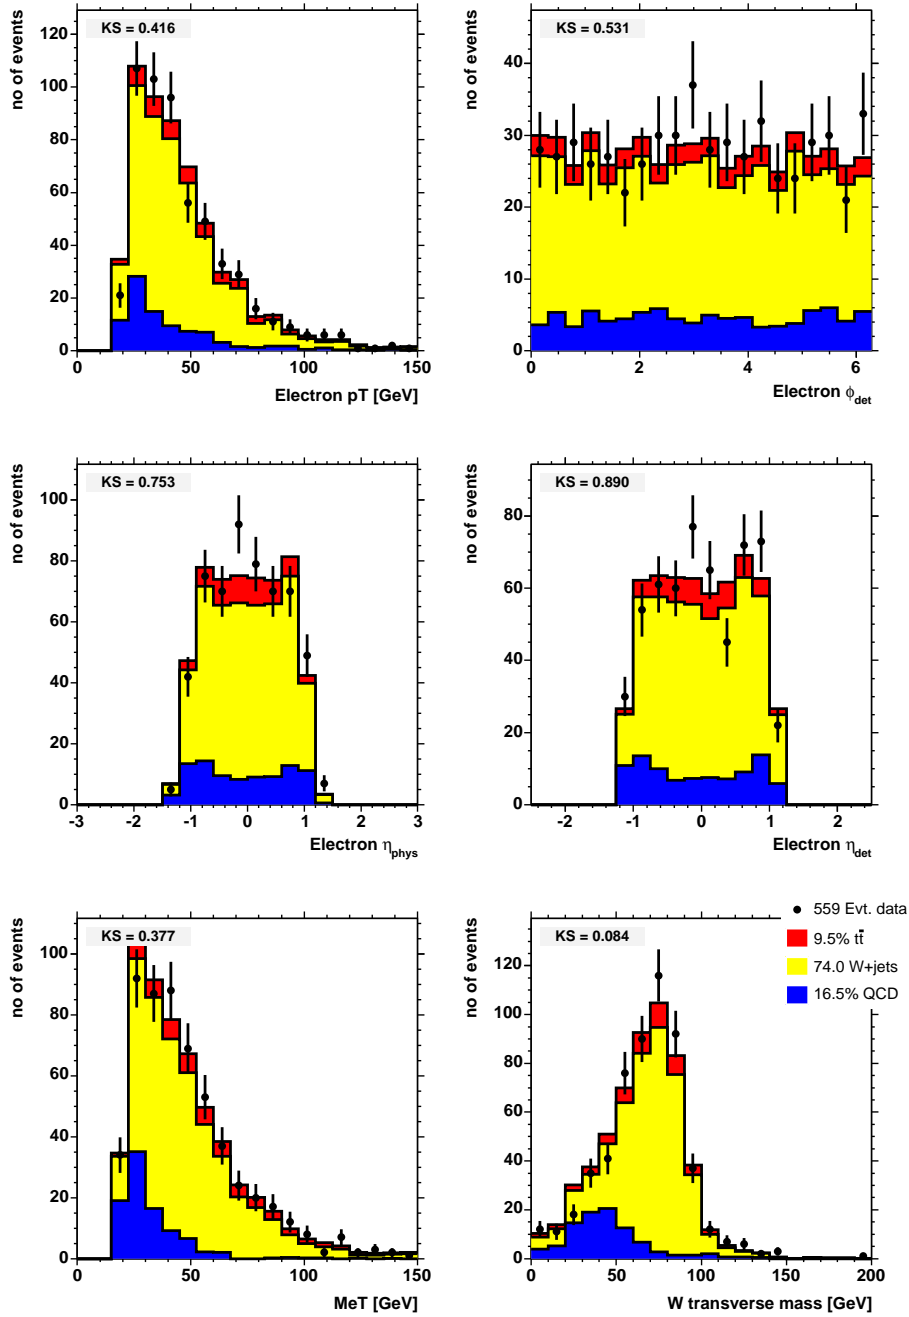 KS = 0.416
no of events
120
100
80
60
40
20
0
0 50 100 150
Electron pT [GeV]
KS = 0.531
no of events
40
30
20
10
0
0 2 4 6
Electron ϕdet
KS = 0.753
no of events
100
80
60
40
20
0
-3 -2 -1 0 1 2 3
Electron ηphys
KS = 0.890
no of events
80
60
40
20
0
-2 -1 0 1 2
Electron ηdet
KS = 0.377
no of events
100
80
60
40
20
0
0 50 100 150
MeT [GeV]
KS = 0.084
no of events
120
100
80
60
40
20
0
0 50 100 150 200
W transverse mass [GeV]
559 Evt. data
9.5% tt̄
74.0 W+jets
16.5% QCD